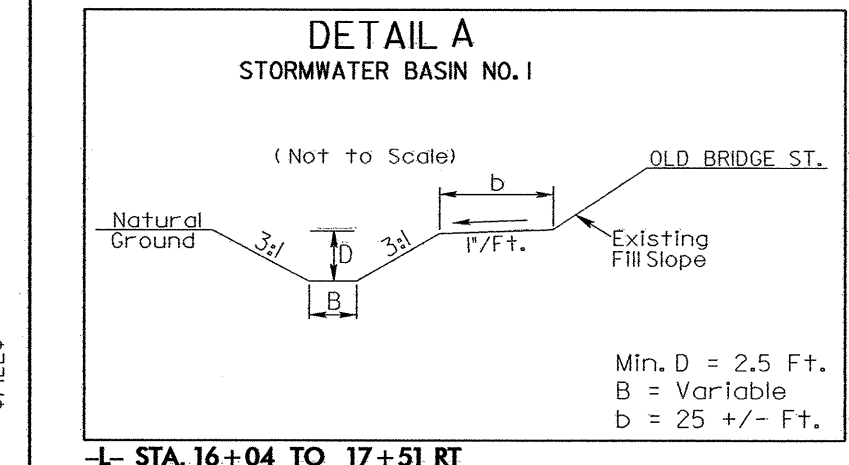 DETAIL A
STORMWATER BASIN NO. 1
(Not to Scale)
OLD BRIDGE ST.
b
Natural
Ground
3:1
D
3:1
1"/Ft.
Existing
Fill Slope
B
Min. D = 2.5 Ft.
B = Variable
b = 25 +/- Ft.
-L- STA. 16+04 TO 17+51 RT